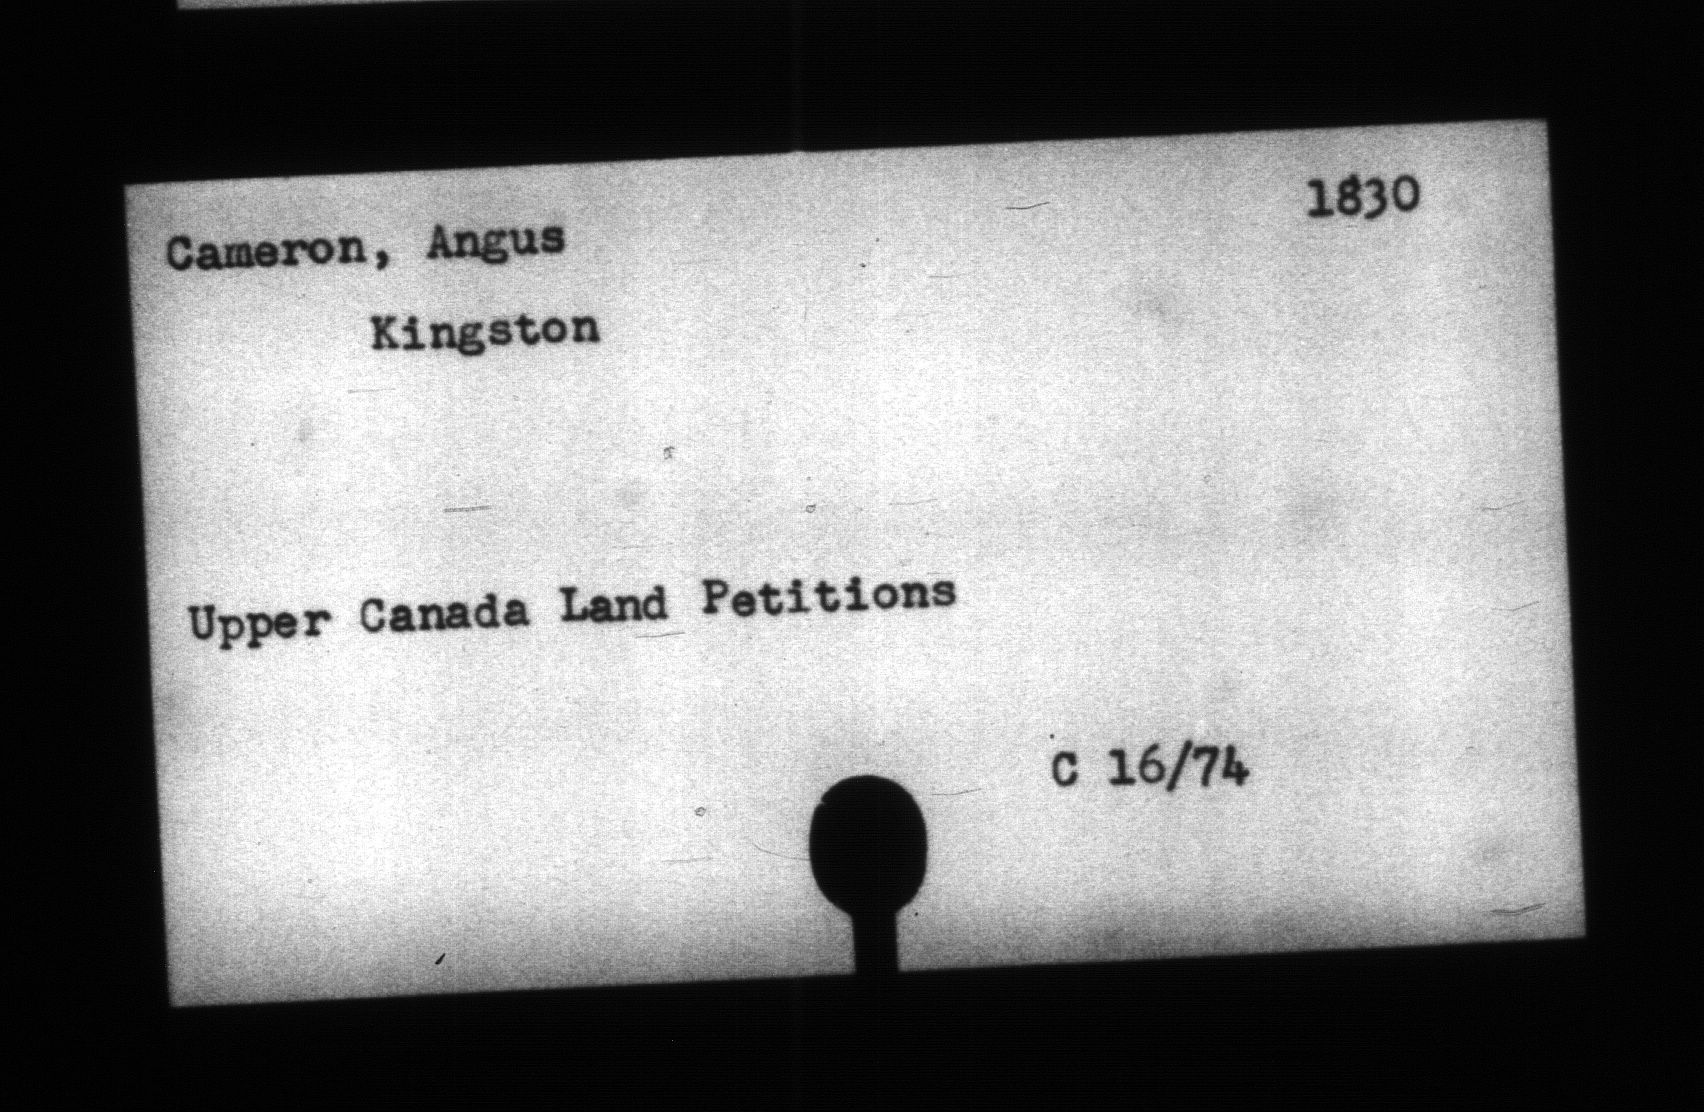 Cameron, Angus 1830
Kingston
Upper Canada Land Petitions
C 16/74